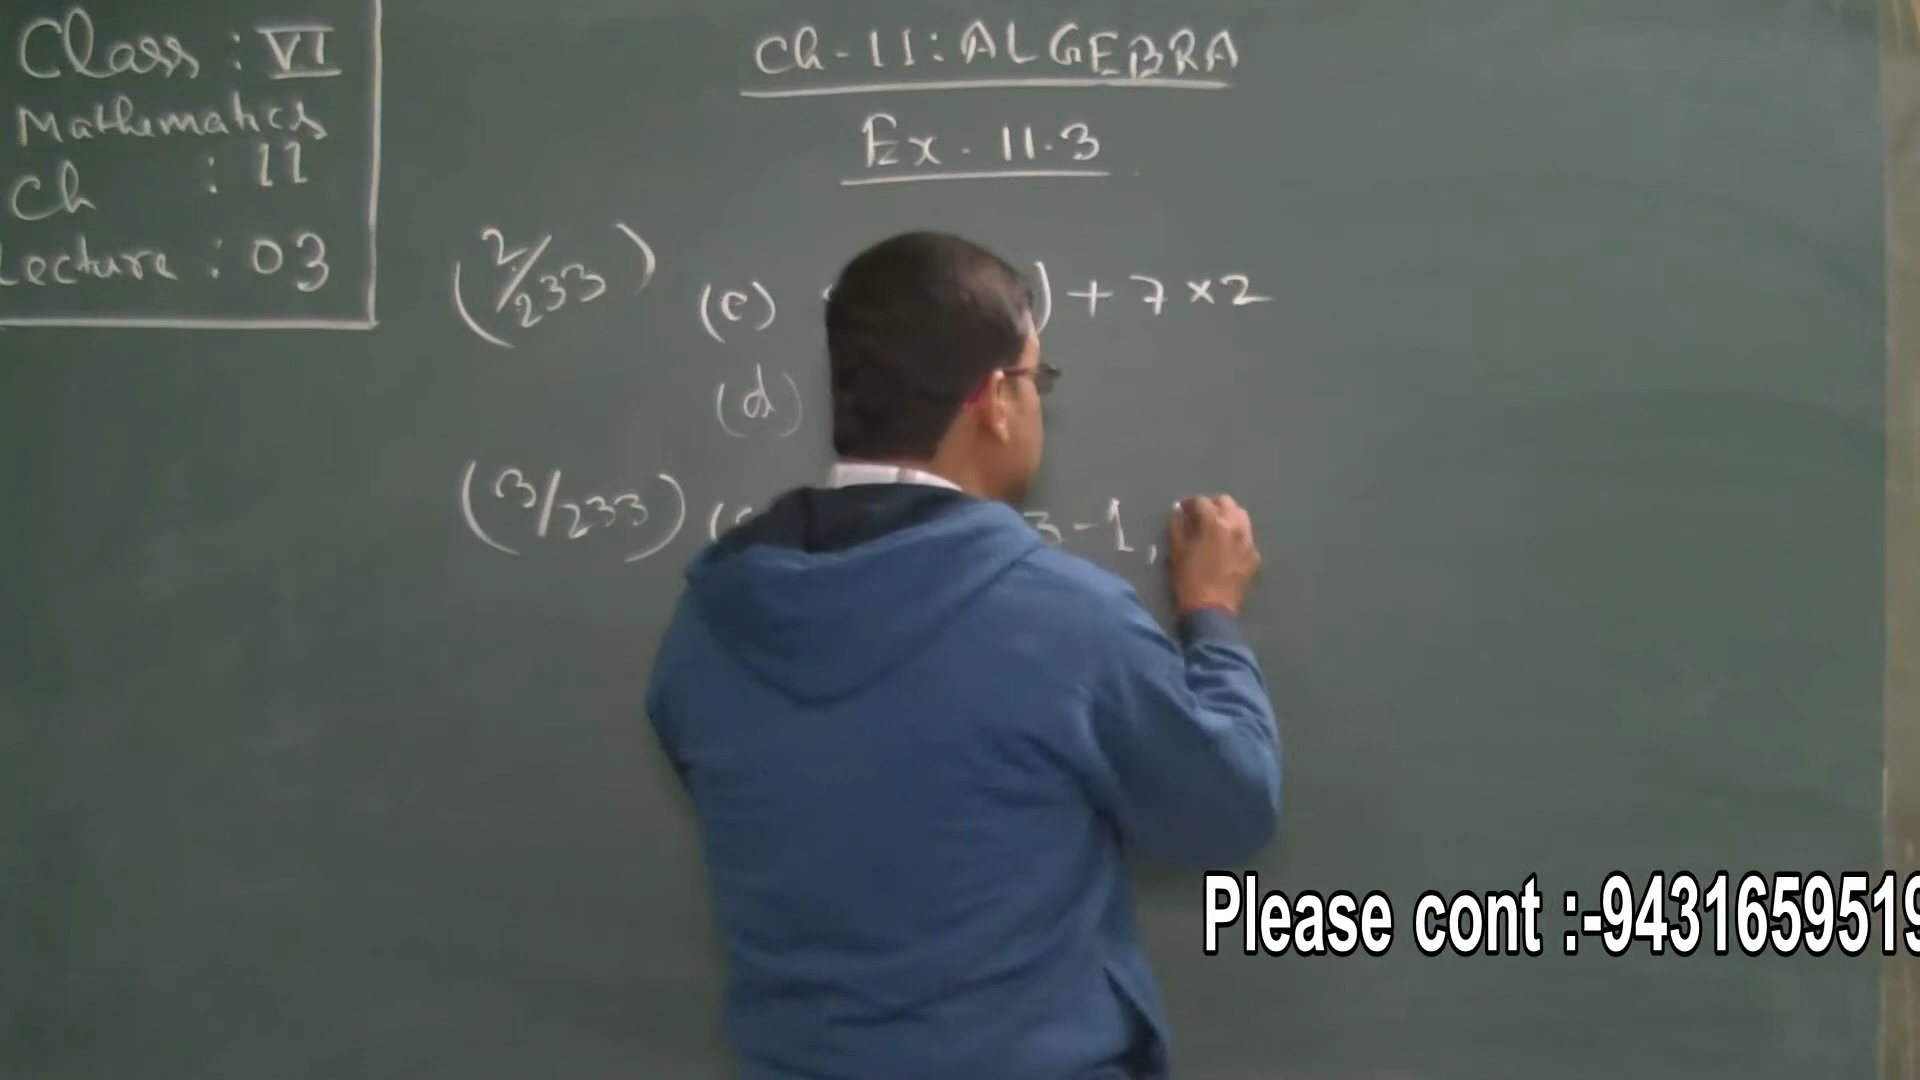 Class : VI
Mathematics
Ch : 11
Lecture : 03
Ch-11: ALGEBRA
Ex. 11.3
(2/233) (c) ) + 7 × 2
(d)
(3/233) ( 3 - 1,
Please cont :-9431659519